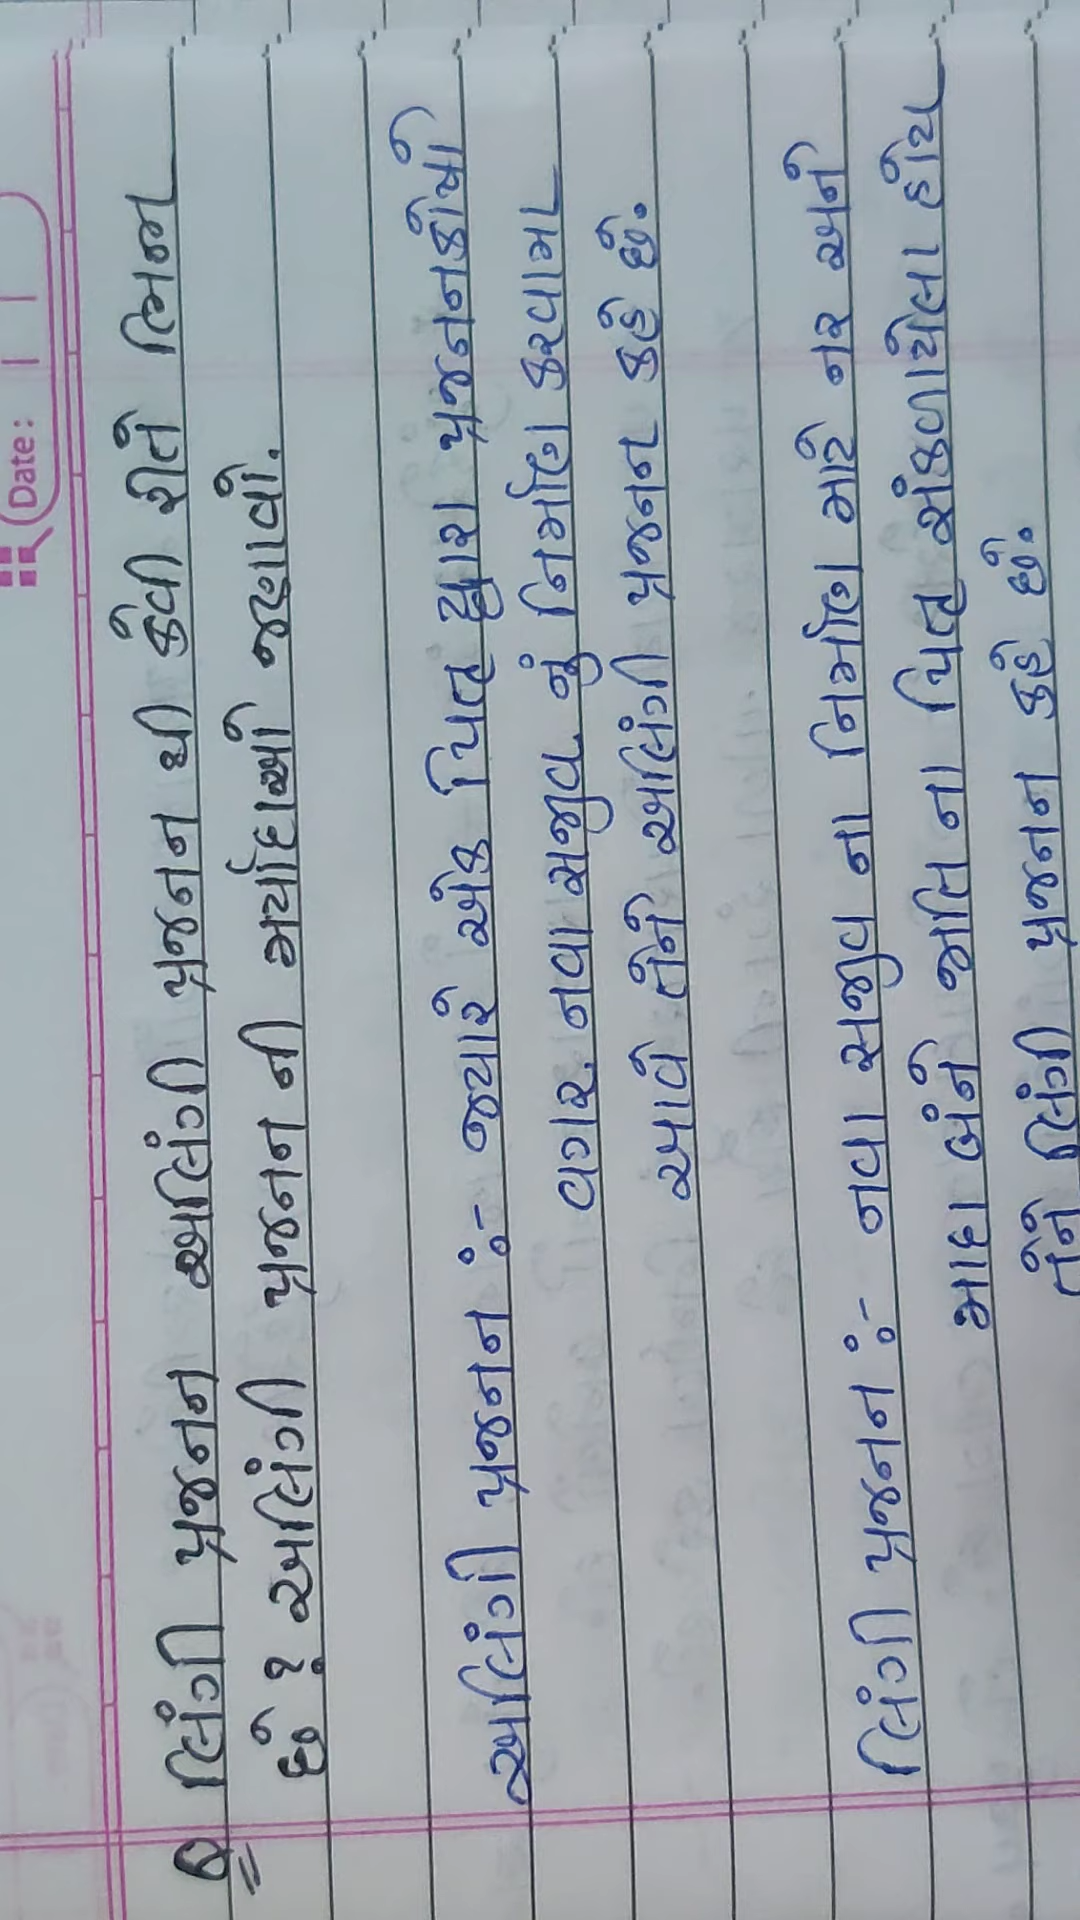 Date:
Q લિંગી પ્રજનન અલિંગી પ્રજનન થી કેવી રીતે ભિન્ન
છે ? અલિંગી પ્રજનન ની મર્યાદાઓ જણાવો.
અલિંગી પ્રજનન :- જ્યારે એક પિતૃ દ્વારા પ્રજનનકોષો
વગર નવા સજીવ નું નિર્માણ કરવામાં
આવે તેને અલિંગી પ્રજનન કહે છે.
લિંગી પ્રજનન :- નવા સજીવ ના નિર્માણ માટે નર અને
માદા બંને જાતિ ના પિતૃ સંકળાયેલા હોય
તેને લિંગી પ્રજનન કહે છે.